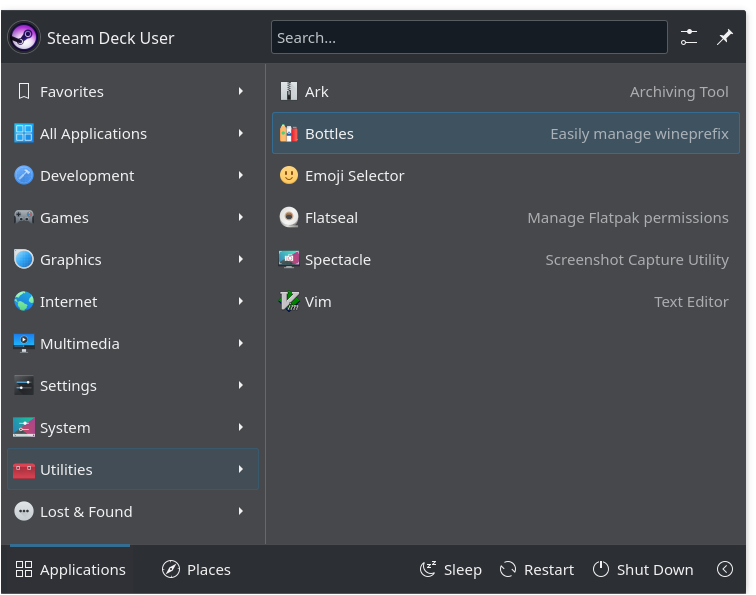 Steam Deck User
Search...
Favorites
All Applications
Development
Games
Graphics
Internet
Multimedia
Settings
System
Utilities
Lost & Found
Ark Archiving Tool
Bottles Easily manage wineprefix
Emoji Selector
Flatseal Manage Flatpak permissions
Spectacle Screenshot Capture Utility
Vim Text Editor
Applications Places Sleep Restart Shut Down